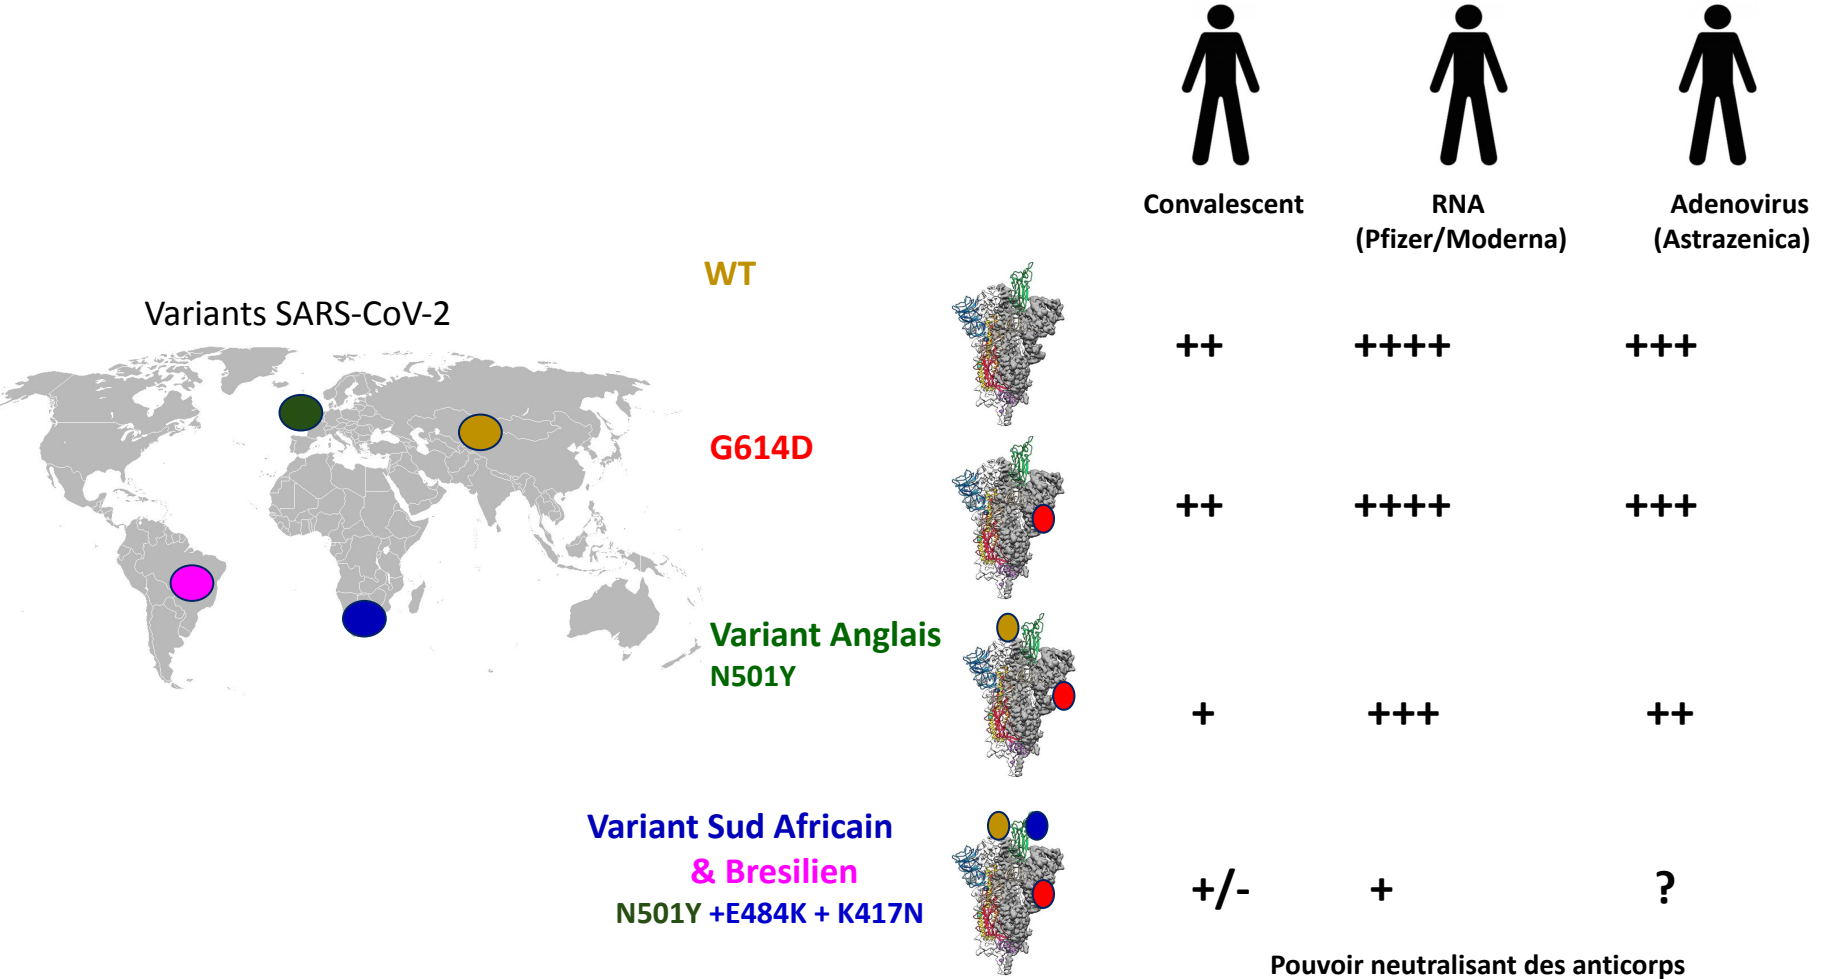 Convalescent
RNA
(Pfizer/Moderna)
Adenovirus
(Astrazenica)
Variants SARS-CoV-2
WT
++
++++
+++
G614D
++
++++
+++
Variant Anglais
N501Y
+
+++
++
Variant Sud Africain
& Bresilien
N501Y +E484K + K417N
+/-
+
?
Pouvoir neutralisant des anticorps